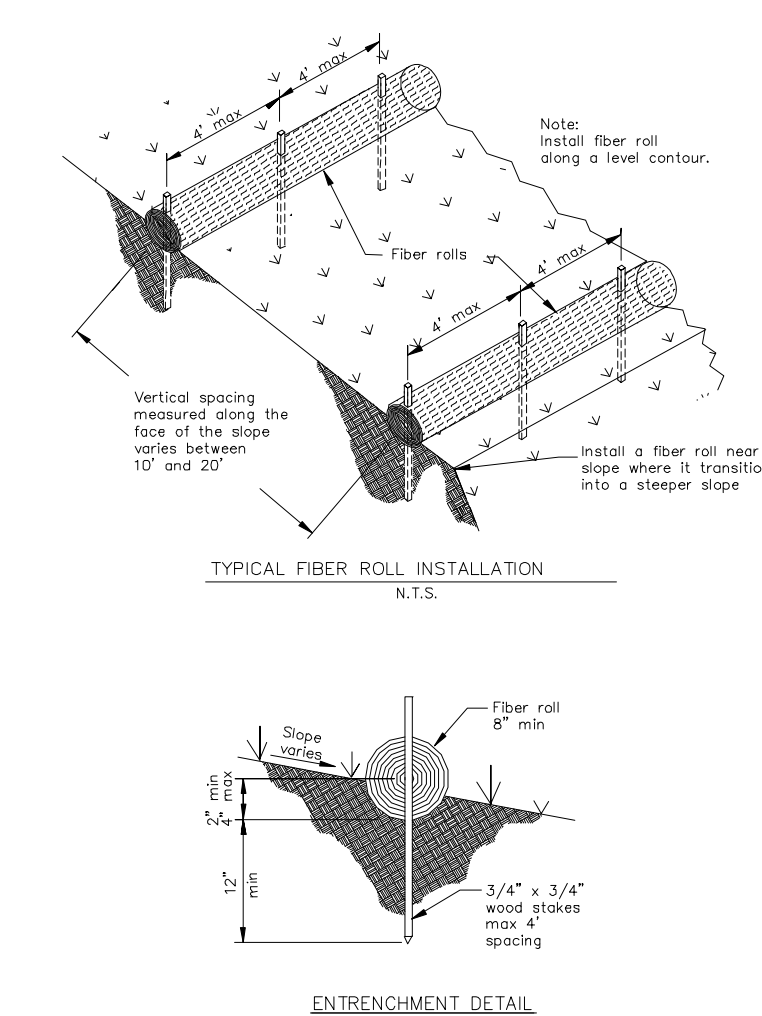 4' max
4' max
Note:
Install fiber roll
along a level contour.
Fiber rolls
4' max
4' max
Vertical spacing
measured along the
face of the slope
varies between
10' and 20'
Install a fiber roll near
slope where it transitio
into a steeper slope
TYPICAL FIBER ROLL INSTALLATION
N.T.S.
Fiber roll
8" min
Slope
varies
2" min
4" max
12"
min
3/4" x 3/4"
wood stakes
max 4'
spacing
ENTRENCHMENT DETAIL